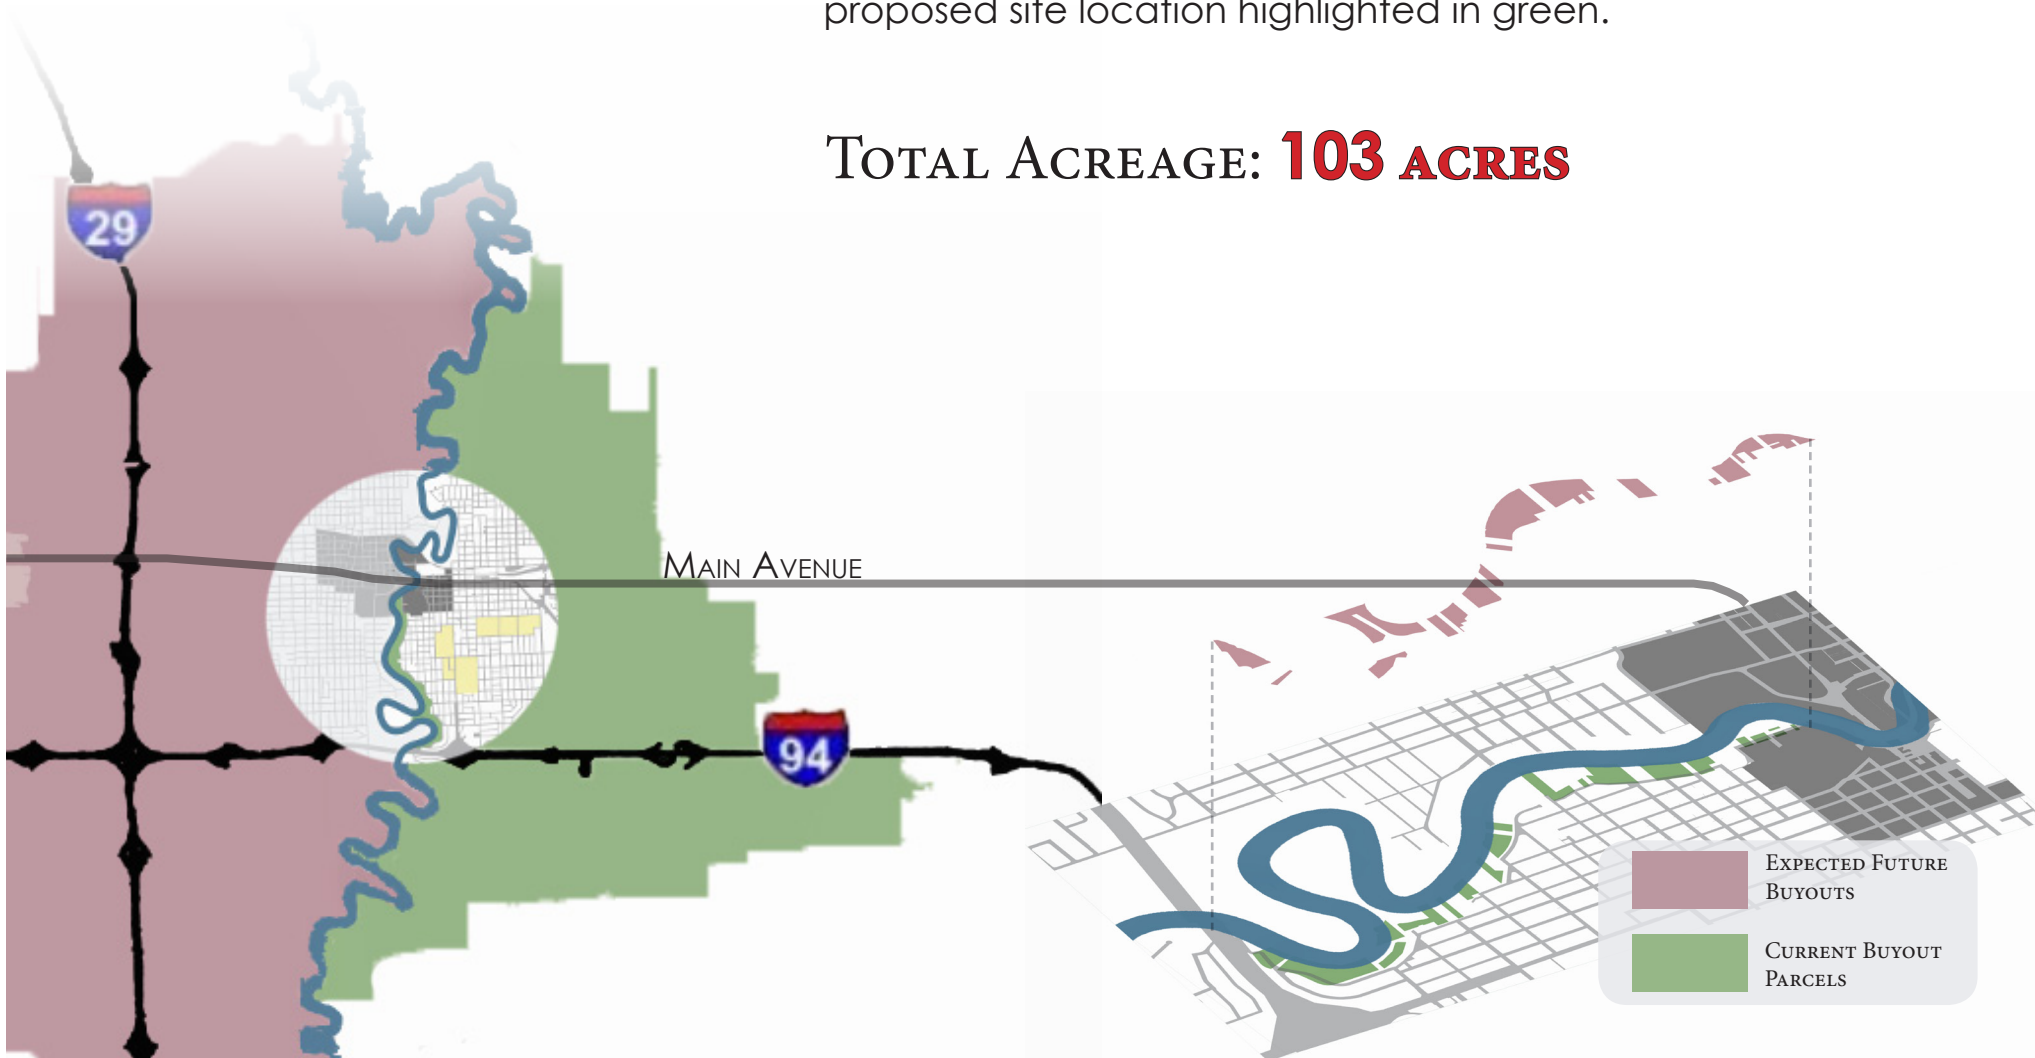 proposed site location highlighted in green.
Total Acreage: 103 acres
29
Main Avenue
94
Expected Future
Buyouts
Current Buyout
Parcels